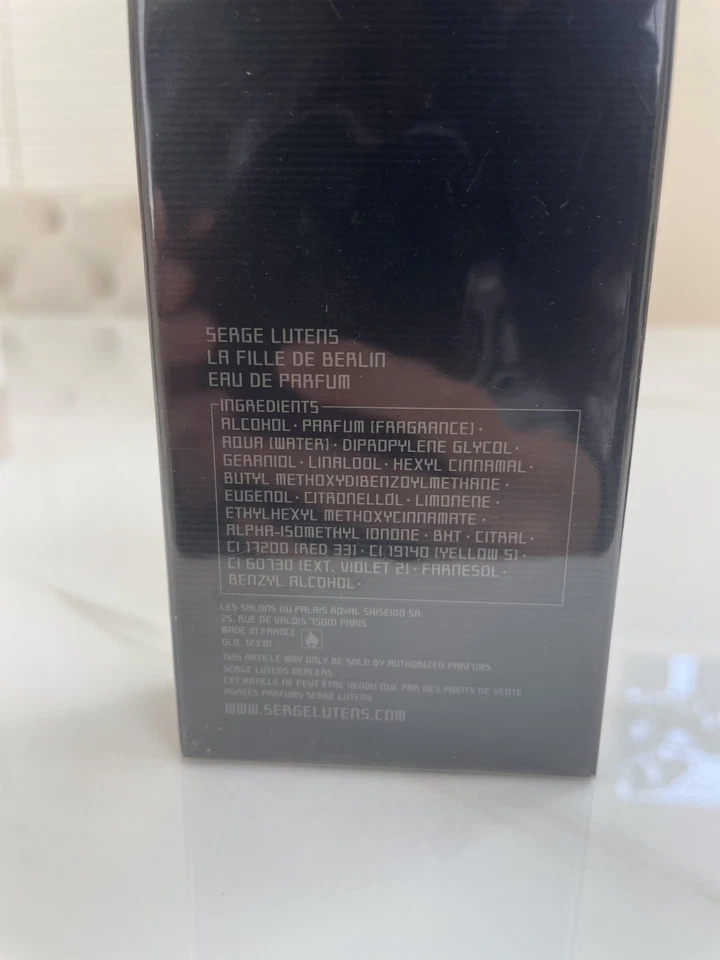 SERGE LUTENS
LA FILLE DE BERLIN
EAU DE PARFUM
INGREDIENTS
ALCOHOL · PARFUM (FRAGRANCE) ·
AQUA (WATER) · DIPROPYLENE GLYCOL ·
GERANIOL · LINALOOL · HEXYL CINNAMAL ·
BUTYL METHOXYDIBENZOYLMETHANE ·
EUGENOL · CITRONELLOL · LIMONENE ·
ETHYLHEXYL METHOXYCINNAMATE ·
ALPHA-ISOMETHYL IONONE · BHT · CITRAL ·
CI 17200 (RED 33) · CI 19140 (YELLOW 5) ·
CI 60730 (EXT. VIOLET 2) · FARNESOL ·
BENZYL ALCOHOL ·
LES SALONS DU PALAIS ROYAL SHISEIDO SA
25, RUE DE VALOIS 75001 PARIS
MADE IN FRANCE
GLO. 12330
THIS ARTICLE MAY ONLY BE SOLD BY AUTHORIZED PARFUMS
SERGE LUTENS DEALERS
CET ARTICLE NE PEUT ÊTRE VENDU QUE PAR DES POINTS DE VENTE
AGRÉÉS PARFUMS SERGE LUTENS
WWW.SERGELUTENS.COM